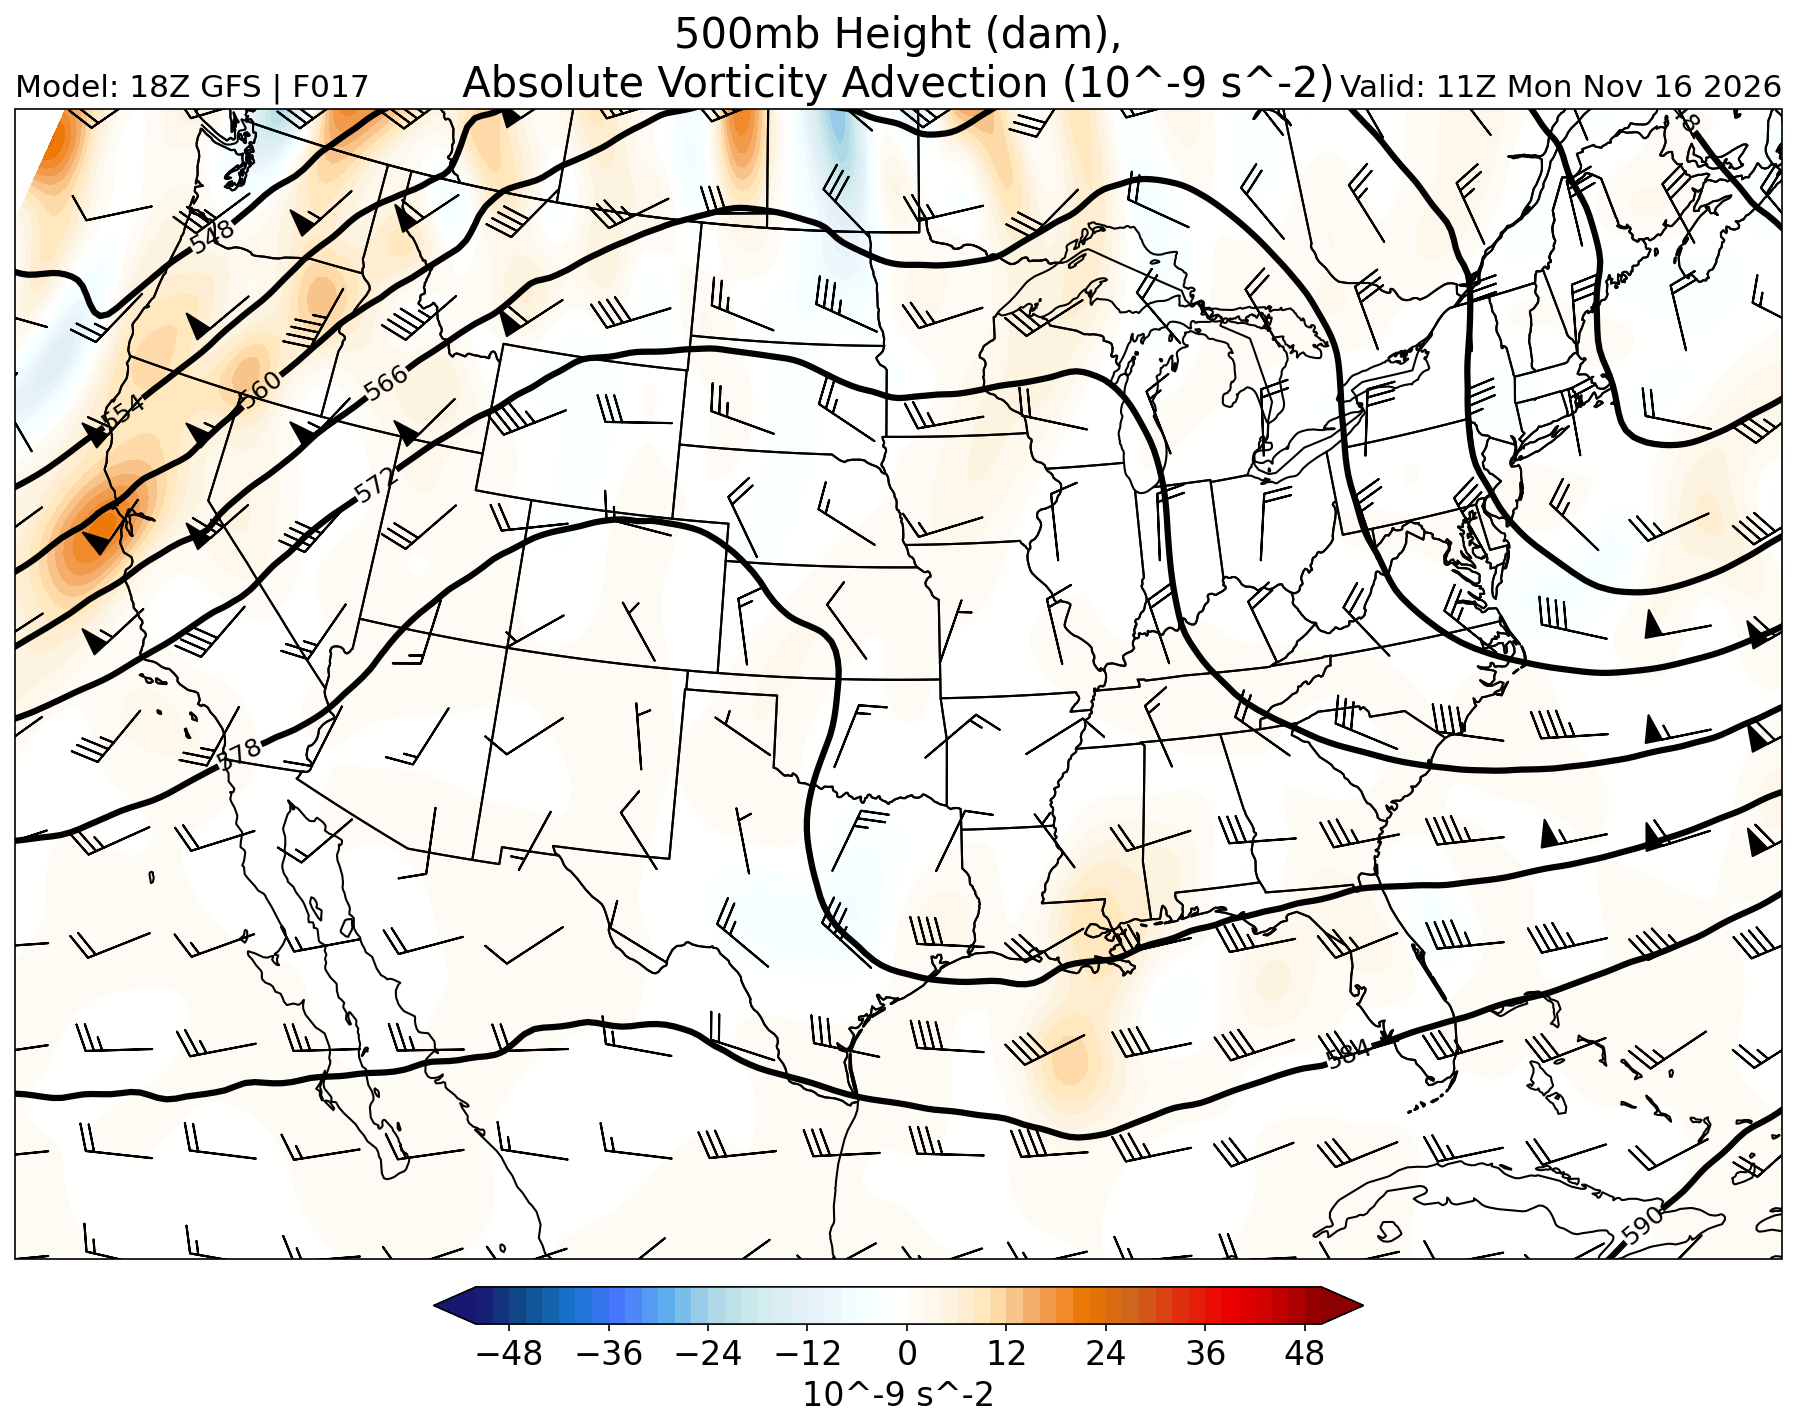 500mb Height (dam),
Model: 18Z GFS | F017
Absolute Vorticity Advection (10^-9 s^-2)
Valid: 11Z Mon Nov 16 2026
548
554
560
566
572
578
584
590
−48 −36 −24 −12 0 12 24 36 48
10^-9 s^-2